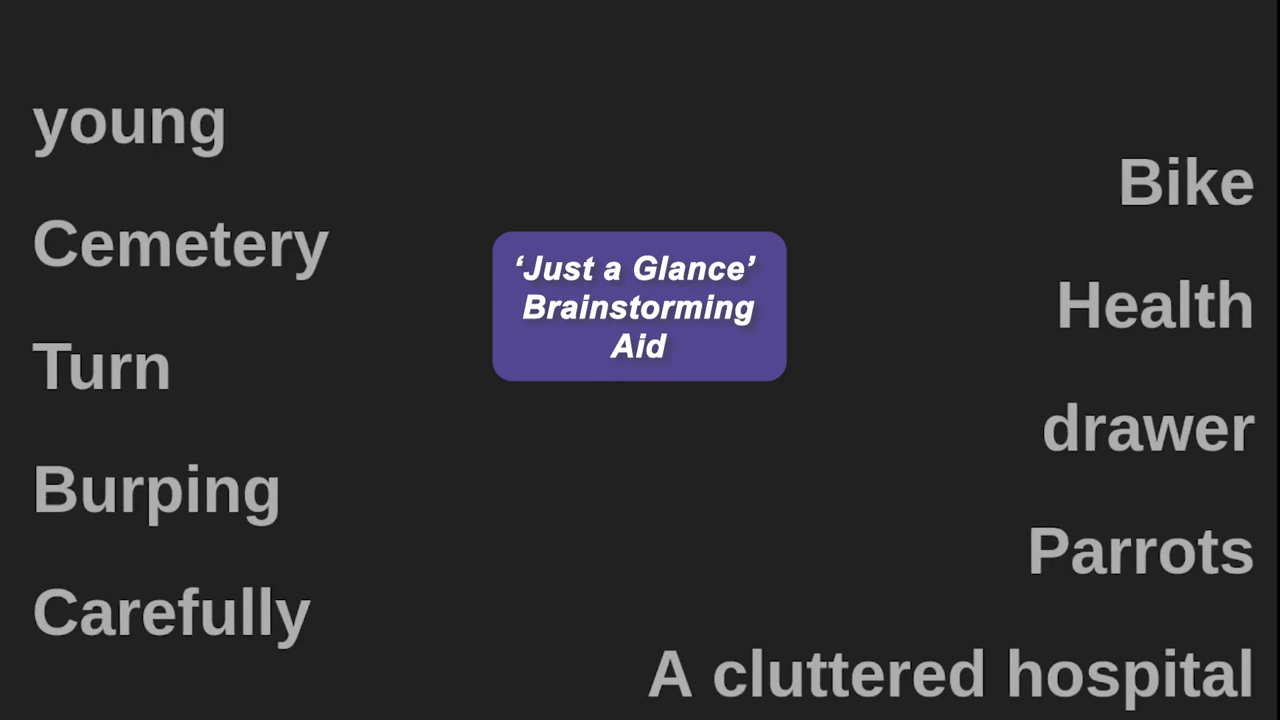 young
Bike
Cemetery
‘Just a Glance’
Brainstorming
Aid
Health
Turn
drawer
Burping
Parrots
Carefully
A cluttered hospital